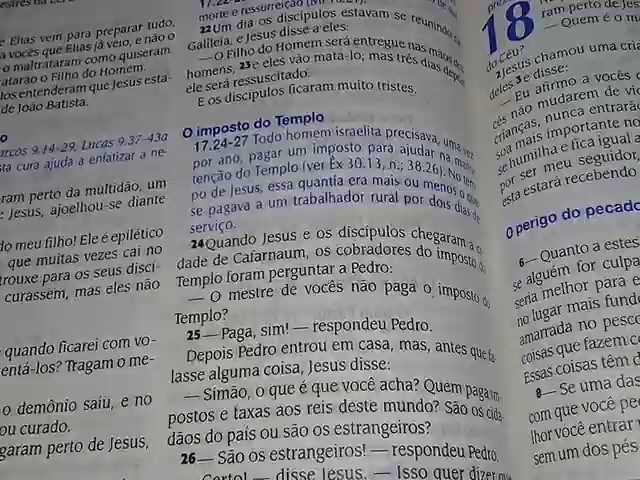 e Elias vem para preparar tudo,
a vocês que Elias já veio, e não o
o maltrataram como quiseram.
atarão o Filho do Homem.
los entenderam que Jesus esta-
de João Batista.
o
arcos 9.14-29, Lucas 9.37-43a
sta cura ajuda a enfatizar a ne-
ram perto da multidão, um
e Jesus, ajoelhou-se diante
do meu filho! Ele é epilético
que muitas vezes cai no
trouxe para os seus disci-
curassem, mas eles não
quando ficarei com vo-
entá-los? Tragam o me-
o demônio saiu, e no
ou curado.
garam perto de Jesus,
morte e ressurreição
22 Um dia os discípulos estavam se reunindo na
Galileia, e Jesus disse a eles:
— O Filho do Homem será entregue nas mãos dos
homens, 23 e eles vão matá-lo; mas três dias depois
ele será ressuscitado.
E os discípulos ficaram muito tristes.
O imposto do Templo
17.24-27 Todo homem israelita precisava, uma vez
por ano, pagar um imposto para ajudar na manu-
tenção do Templo (ver Êx 30.13, n.; 38.26). No tem-
po de Jesus, essa quantia era mais ou menos o que
se pagava a um trabalhador rural por dois dias de
serviço.
24 Quando Jesus e os discípulos chegaram à ci-
dade de Cafarnaum, os cobradores do imposto do
Templo foram perguntar a Pedro:
— O mestre de vocês não paga o imposto do
Templo?
25 — Paga, sim! — respondeu Pedro.
Depois Pedro entrou em casa, mas, antes que fa-
lasse alguma coisa, Jesus disse:
— Simão, o que é que você acha? Quem paga im-
postos e taxas aos reis deste mundo? São os cida-
dãos do país ou são os estrangeiros?
26 — São os estrangeiros! — respondeu Pedro.
— Certo! — disse Jesus. — Isso quer dizer que
18
ram perto de Jes
— Quem é o m
do Céu?
2 Jesus chamou uma cria
deles 3 e disse:
— Eu afirmo a vocês
cês não mudarem de vid
crianças, nunca entrarão
soa mais importante no
se humilha e fica igual a
por ser meu seguidor,
esta estará recebendo
O perigo do pecado
6 — Quanto a estes
se alguém for culpa
seria melhor para e
no lugar mais fund
amarrada no pesco
coisas que fazem co
Essas coisas têm d
8 — Se uma das
com que você pe
lhor você entrar
sem um dos pés